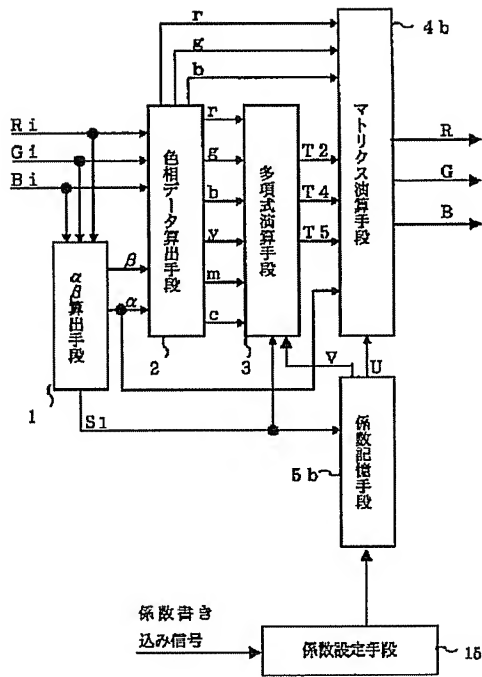 r
g
b
4b
Ri
Gi
Bi
r
g
b
y
m
c
色相データ算出手段
多項式演算手段
マトリクス演算手段
T2
T4
T5
R
G
B
αβ算出手段
β
α
1
2
3
S1
V
U
係数記憶手段
5b
係数書き
込み信号
係数設定手段
15